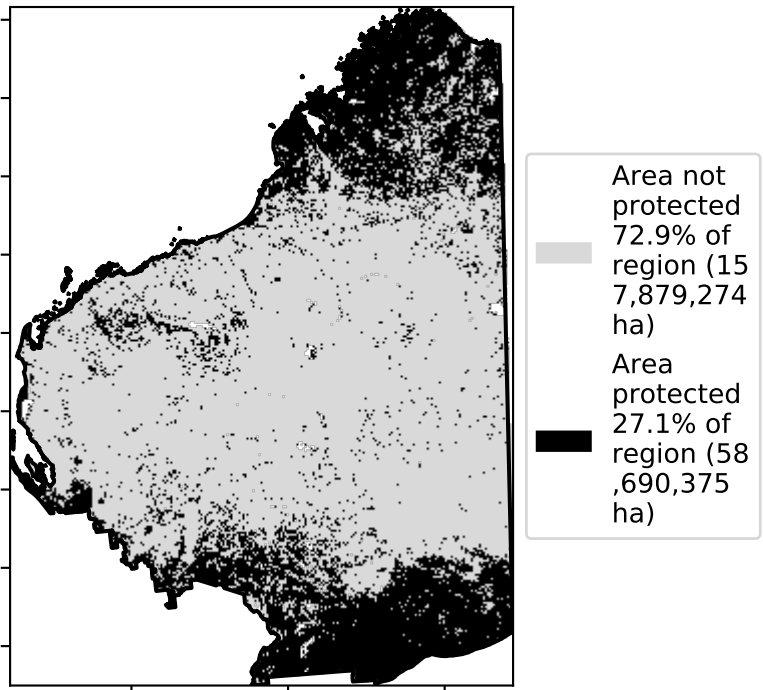 Area not
protected
72.9% of
region (15
7,879,274
ha)
Area
protected
27.1% of
region (58
,690,375
ha)